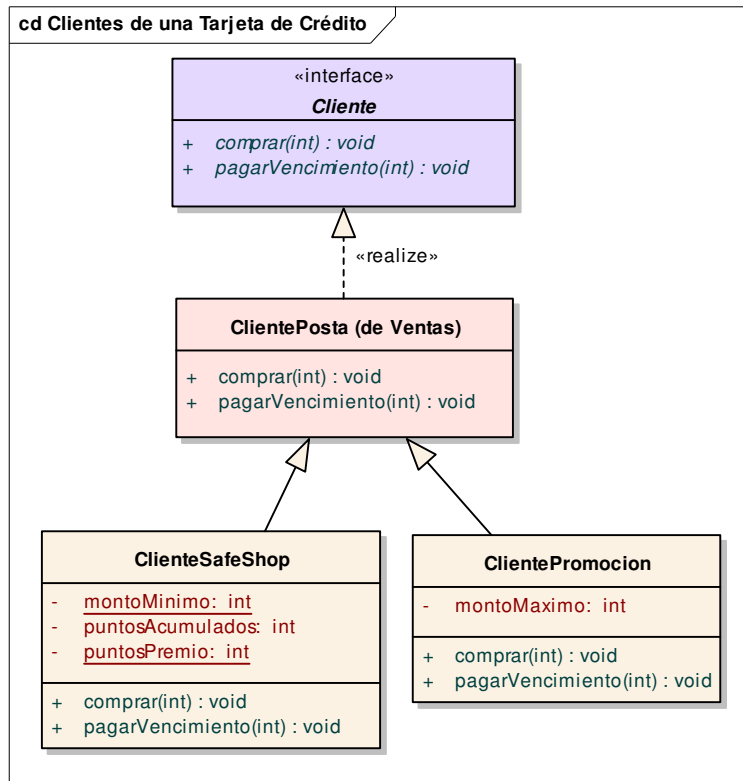 cd Clientes de una Tarjeta de Crédito
«interface»
Cliente
+ comprar(int) : void
+ pagarVencimiento(int) : void
«realize»
ClientePosta (de Ventas)
+ comprar(int) : void
+ pagarVencimiento(int) : void
ClienteSafeShop
- montoMinimo: int
- puntosAcumulados: int
- puntosPremio: int
+ comprar(int) : void
+ pagarVencimiento(int) : void
ClientePromocion
- montoMaximo: int
+ comprar(int) : void
+ pagarVencimiento(int) : void